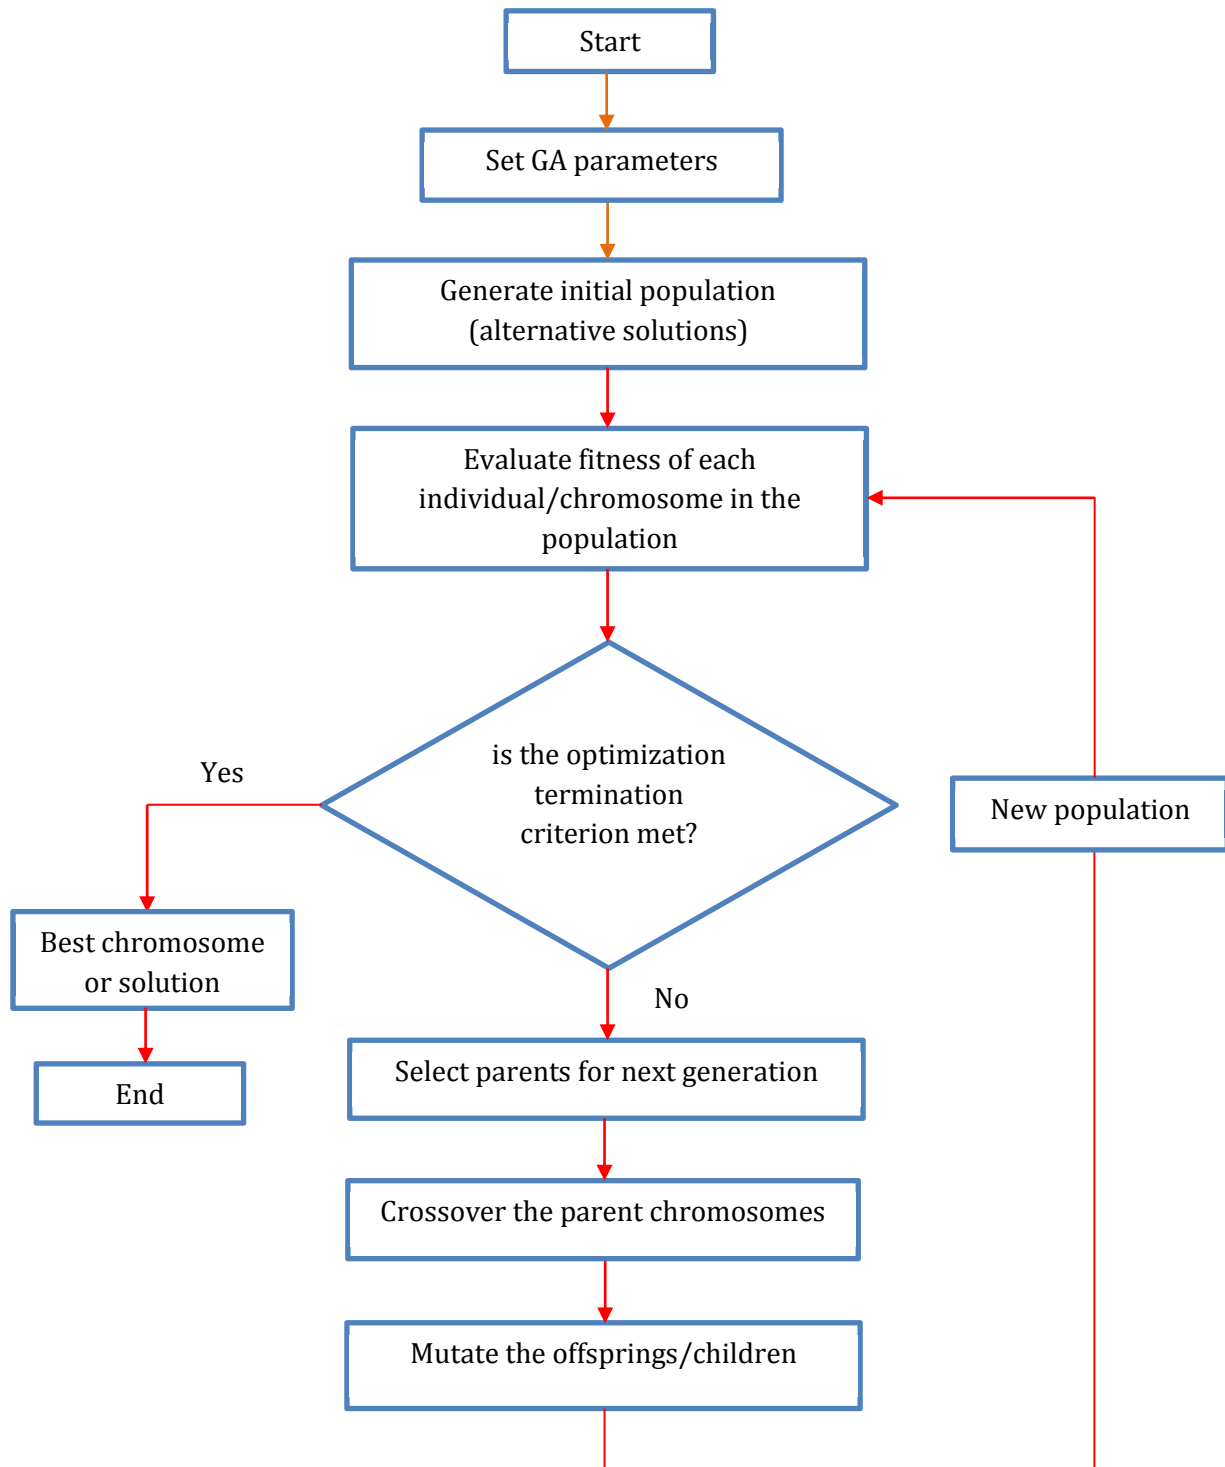 Start
Set GA parameters
Generate initial population
(alternative solutions)
Evaluate fitness of each
individual/chromosome in the
population
is the optimization
termination
criterion met?
Yes
New population
Best chromosome
or solution
No
End
Select parents for next generation
Crossover the parent chromosomes
Mutate the offsprings/children